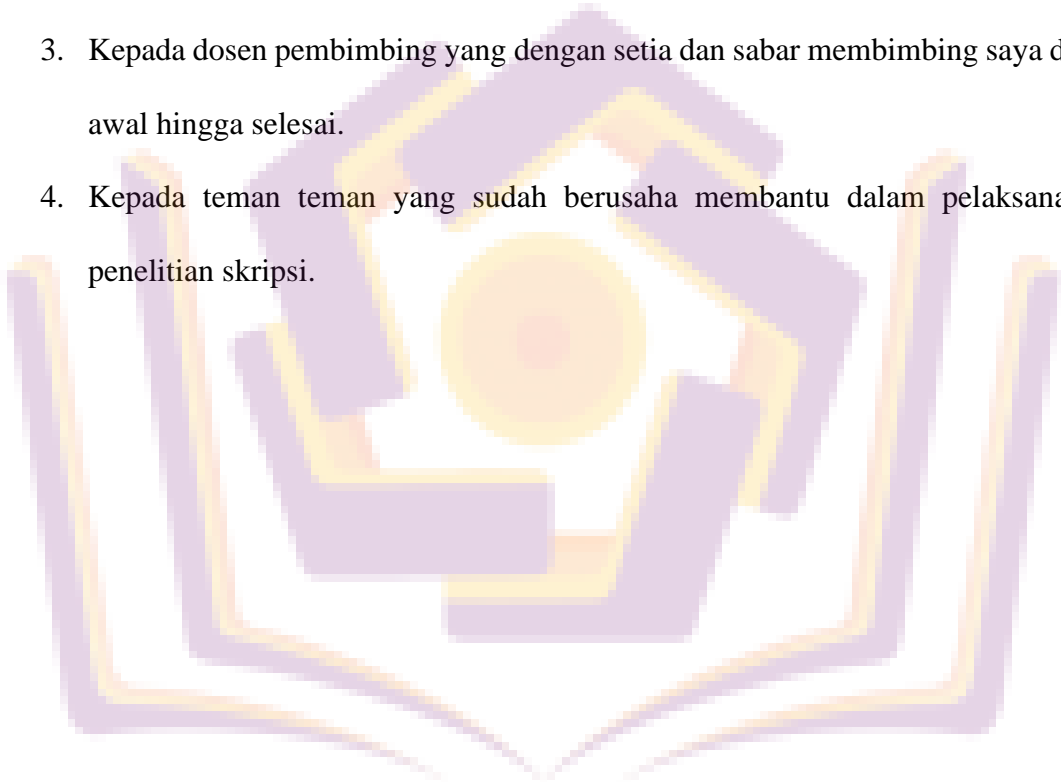 3. Kepada dosen pembimbing yang dengan setia dan sabar membimbing saya d
awal hingga selesai.
4. Kepada teman teman yang sudah berusaha membantu dalam pelaksana
penelitian skripsi.